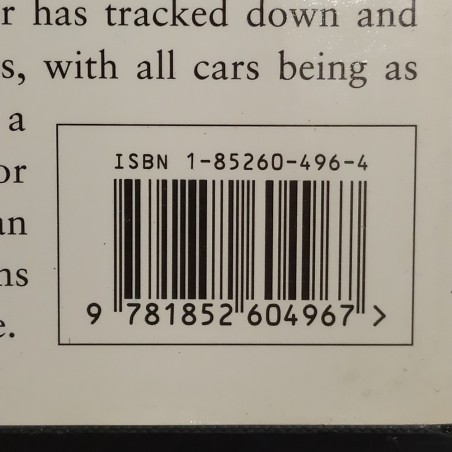 r has tracked down and
s, with all cars being as
a
or
an
ns
e.
ISBN 1-85260-496-4
9 781852 604967 >